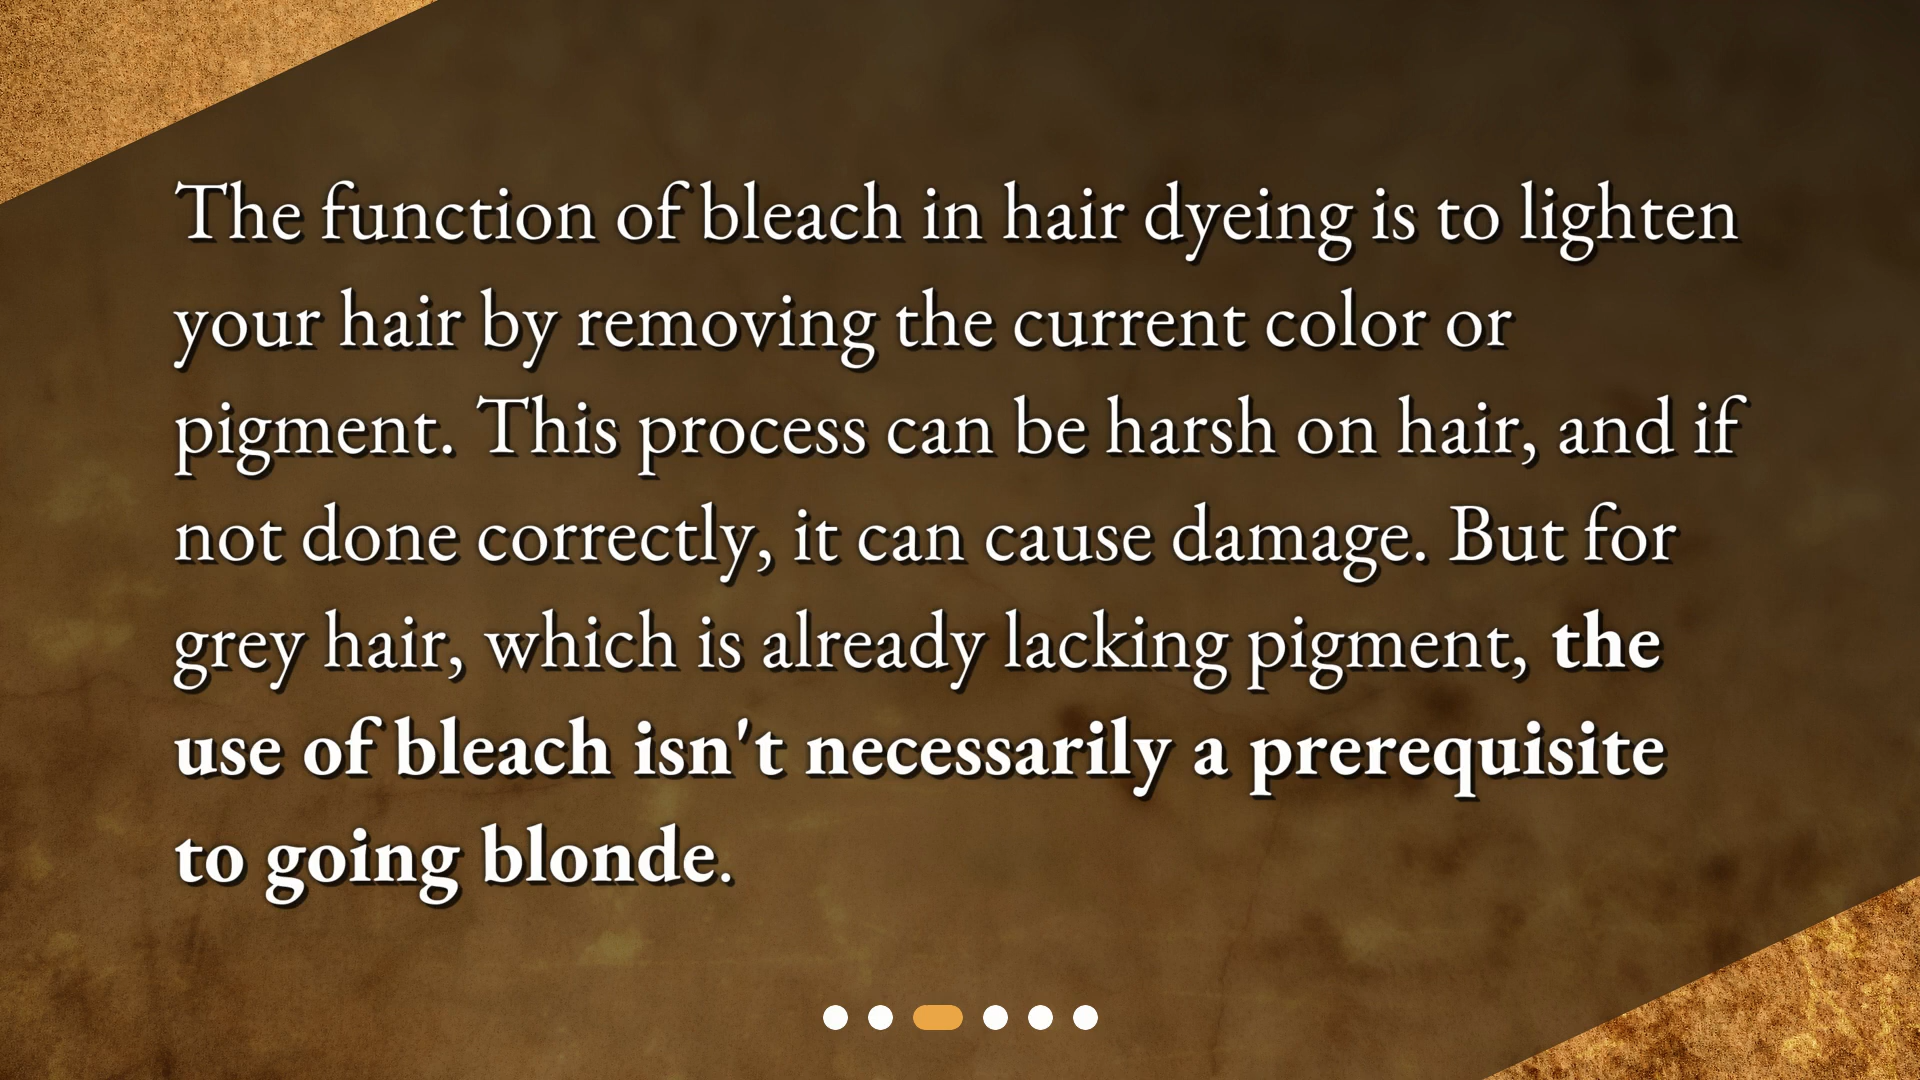 The function of bleach in hair dyeing is to lighten
your hair by removing the current color or
pigment. This process can be harsh on hair, and if
not done correctly, it can cause damage. But for
grey hair, which is already lacking pigment, the
use of bleach isn't necessarily a prerequisite
to going blonde.